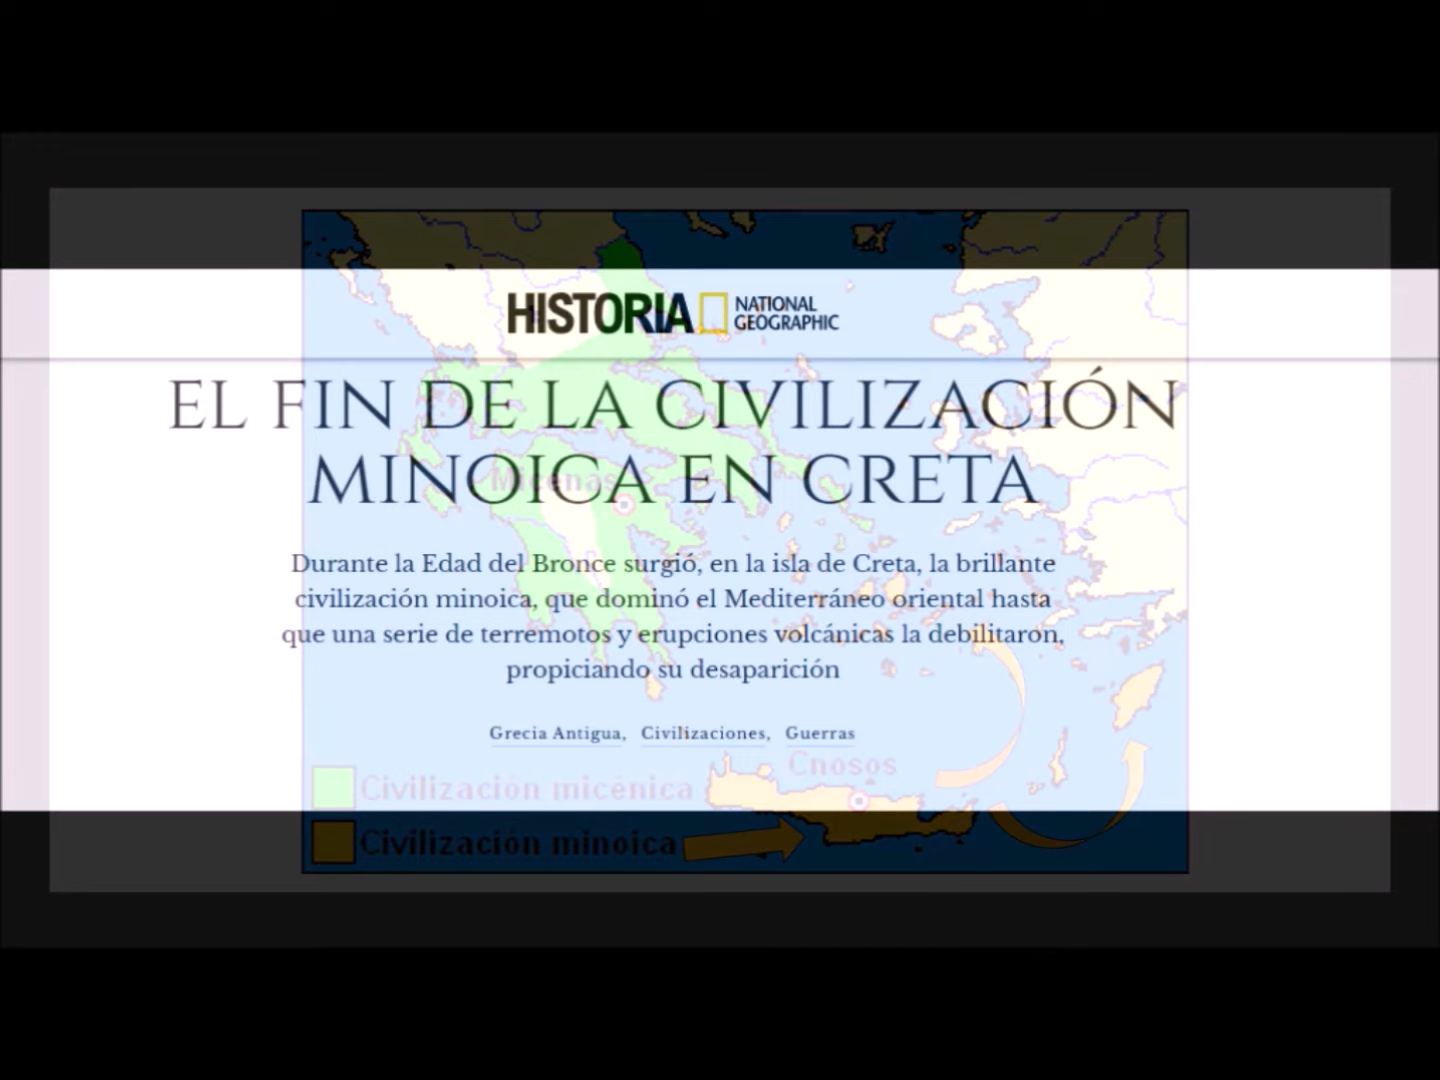 HISTORIA NATIONAL GEOGRAPHIC
EL FIN DE LA CIVILIZACIÓN
MINOICA EN CRETA
Micenas
Durante la Edad del Bronce surgió, en la isla de Creta, la brillante
civilización minoica, que dominó el Mediterráneo oriental hasta
que una serie de terremotos y erupciones volcánicas la debilitaron,
propiciando su desaparición
Grecia Antigua, Civilizaciones, Guerras
Cnosos
Civilización micénica
Civilización minoica